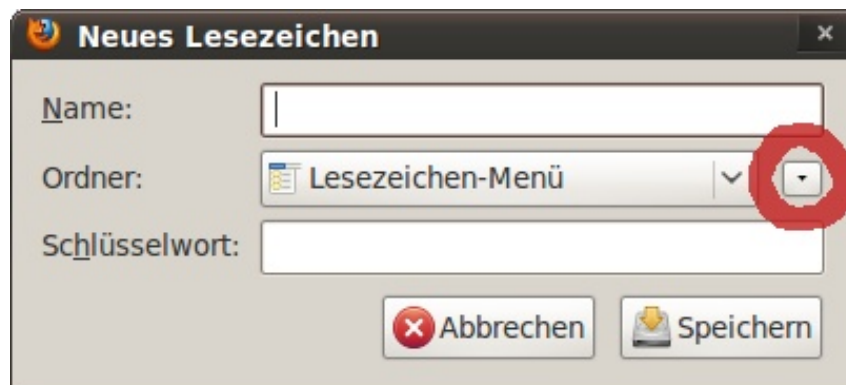 Neues Lesezeichen
Name:
Ordner: Lesezeichen-Menü
Schlüsselwort:
Abbrechen Speichern